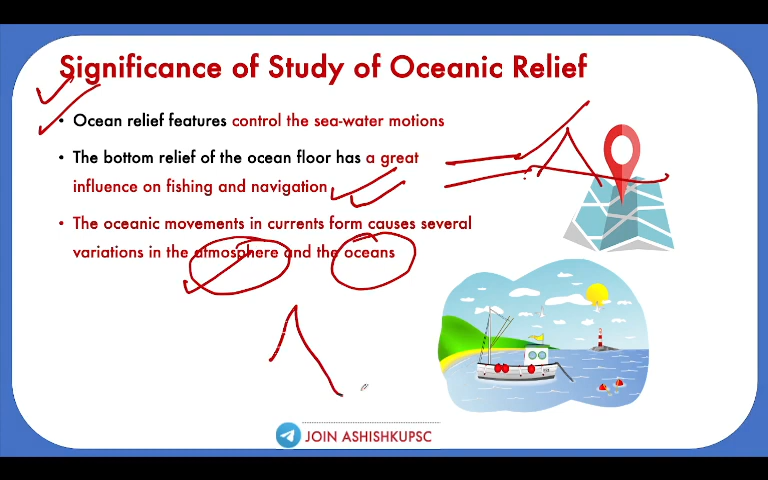 Significance of Study of Oceanic Relief
• Ocean relief features control the sea-water motions
• The bottom relief of the ocean floor has a great
influence on fishing and navigation
• The oceanic movements in currents form causes several
variations in the atmosphere and the oceans
JOIN ASHISHKUPSC